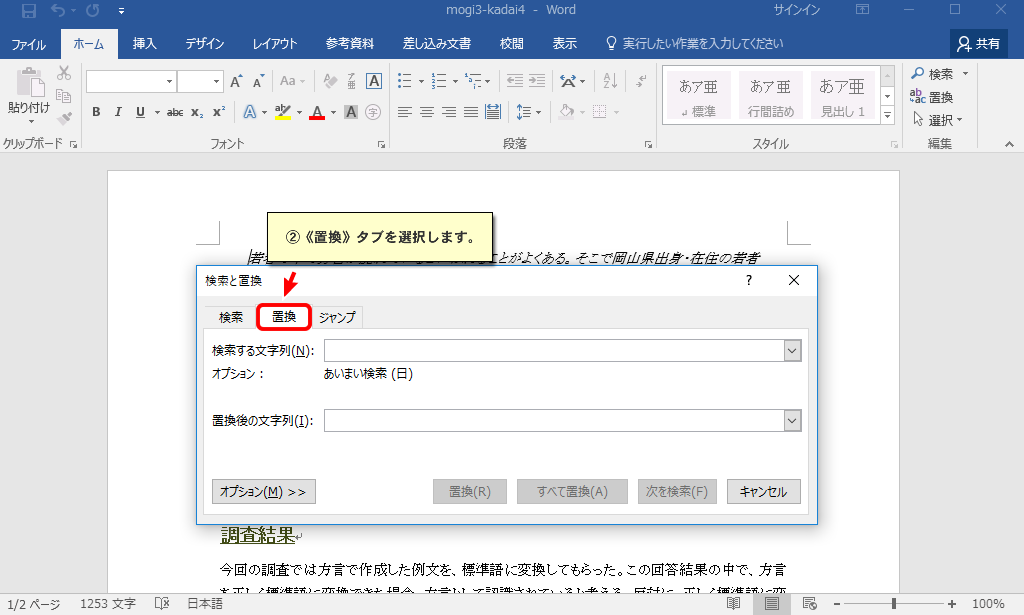 mogi3-kadai4 - Word
サインイン
ファイル ホーム 挿入 デザイン レイアウト 参考資料 差し込み文書 校閲 表示 実行したい作業を入力してください 共有
貼り付け
クリップボード
Aa
B I U abc x₂ x²
フォント
段落
あア亜 あア亜 あア亜
標準 行間詰め 見出し 1
スタイル
検索
置換
選択
編集
②《置換》タブを選択します。
ことがよくある。そこで岡山県出身・在住の若者
検索と置換
検索 置換 ジャンプ
検索する文字列(N):
オプション: あいまい検索 (日)
置換後の文字列(I):
オプション(M) >> 置換(R) すべて置換(A) 次を検索(F) キャンセル
調査結果
今回の調査では方言で作成した例文を、標準語に変換してもらった。この回答結果の中で、方言
1/2 ページ 1253 文字 日本語 100%